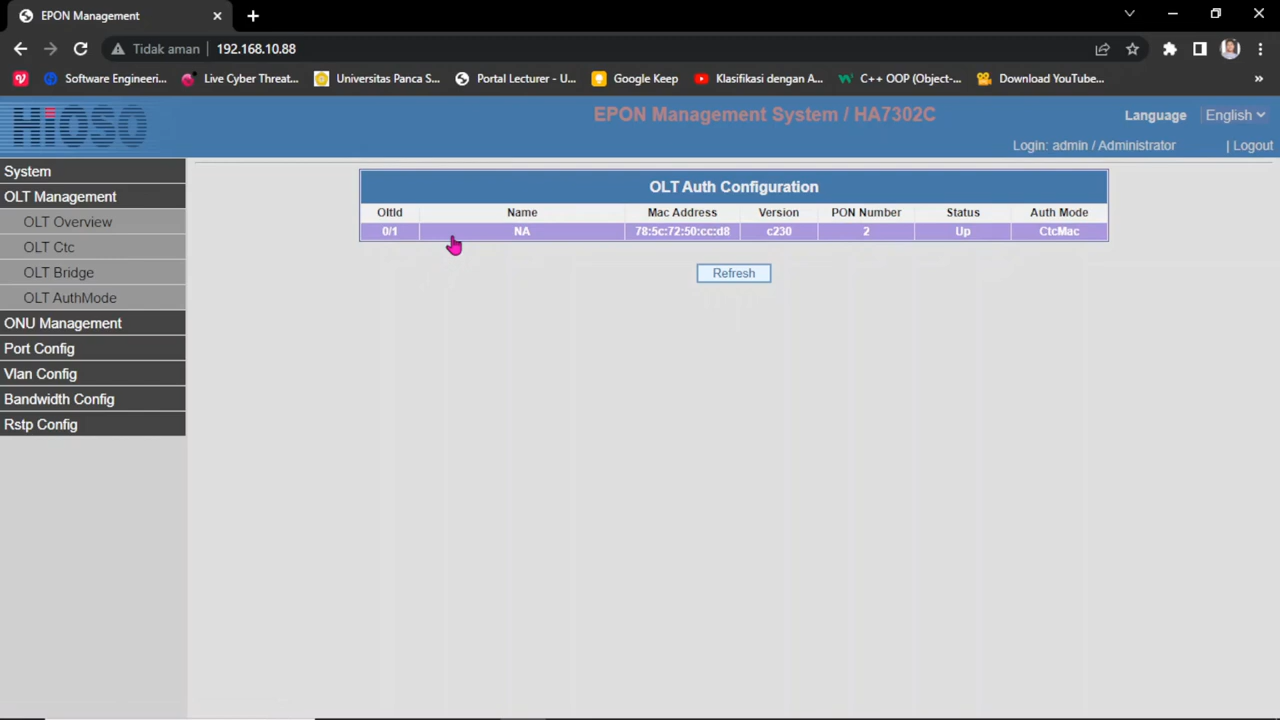 EPON Management
Tidak aman 192.168.10.88
Software Engineeri... Live Cyber Threat... Universitas Panca S... Portal Lecturer - U... Google Keep Klasifikasi dengan A... C++ OOP (Object-... Download YouTube... »
HiOSO
EPON Management System / HA7302C
Language English
Login: admin / Administrator | Logout
System
OLT Management
OLT Overview
OLT Ctc
OLT Bridge
OLT AuthMode
ONU Management
Port Config
Vlan Config
Bandwidth Config
Rstp Config
OLT Auth Configuration
OltId Name Mac Address Version PON Number Status Auth Mode
0/1 NA 78:5c:72:50:cc:d8 c230 2 Up CtcMac
Refresh